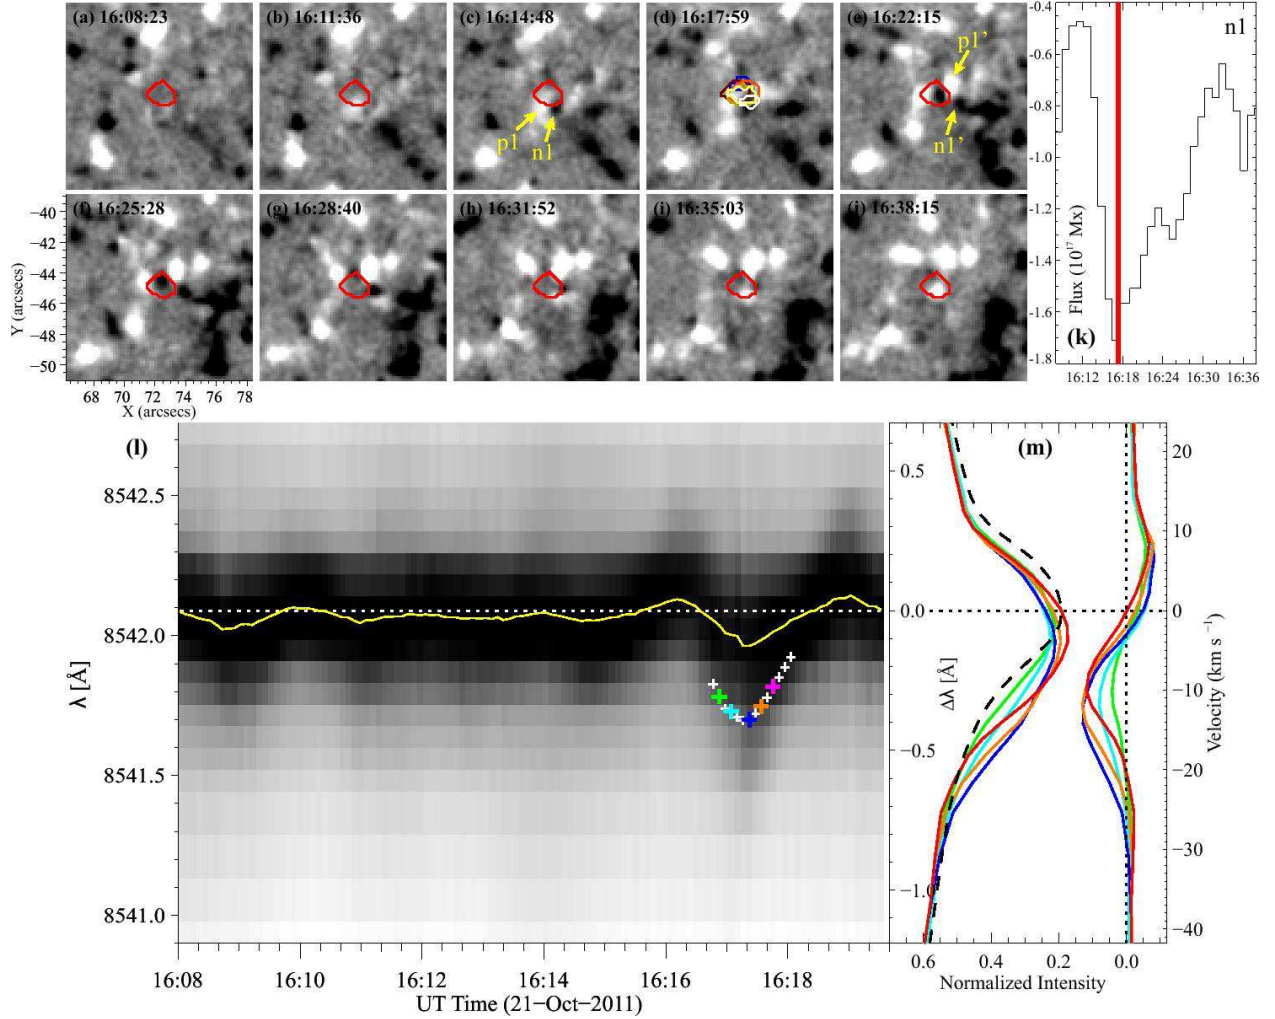 (a) 16:08:23
(b) 16:11:36
(c) 16:14:48
(d) 16:17:59
(e) 16:22:15
p1
n1
p1'
n1'
(f) 16:25:28
(g) 16:28:40
(h) 16:31:52
(i) 16:35:03
(j) 16:38:15
−40
−42
−44
−46
−48
−50
Y (arcsecs)
68 70 72 74 76 78
X (arcsecs)
n1
-0.4
-0.6
-0.8
-1.0
-1.2
-1.4
-1.6
-1.8
Flux (10¹⁷ Mx)
(k)
16:12 16:18 16:24 16:30 16:36
(l)
8542.5
8542.0
8541.5
8541.0
λ [Å]
16:08 16:10 16:12 16:14 16:16 16:18
UT Time (21−Oct−2011)
(m)
0.5
0.0
−0.5
−1.0
Δλ [Å]
20
10
0
−10
−20
−30
−40
Velocity (km s⁻¹)
0.6 0.4 0.2 0.0
Normalized Intensity